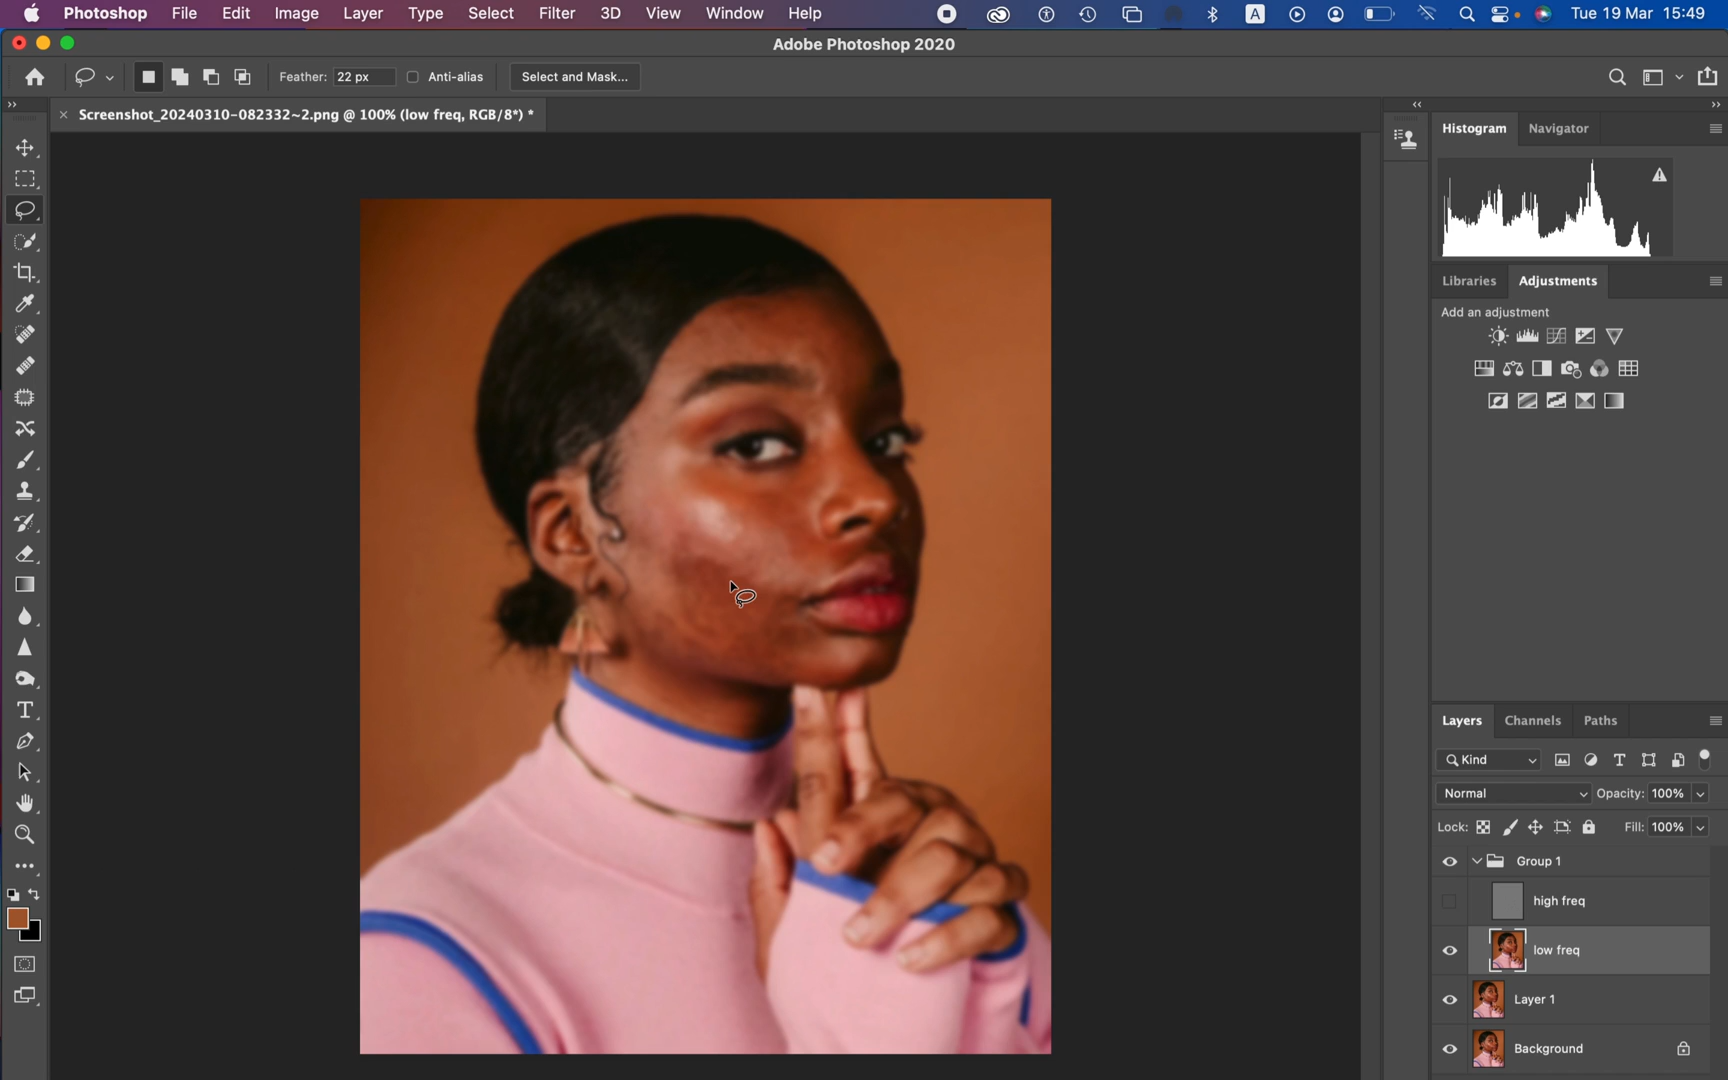 Photoshop File Edit Image Layer Type Select Filter 3D View Window Help A Tue 19 Mar 15:49
Adobe Photoshop 2020
Feather: 22 px Anti-alias Select and Mask...
Screenshot_20240310-082332~2.png @ 100% (low freq, RGB/8*) *
Histogram Navigator
Libraries Adjustments
Add an adjustment
Layers Channels Paths
Kind
Normal Opacity: 100%
Lock: Fill: 100%
Group 1
high freq
low freq
Layer 1
Background